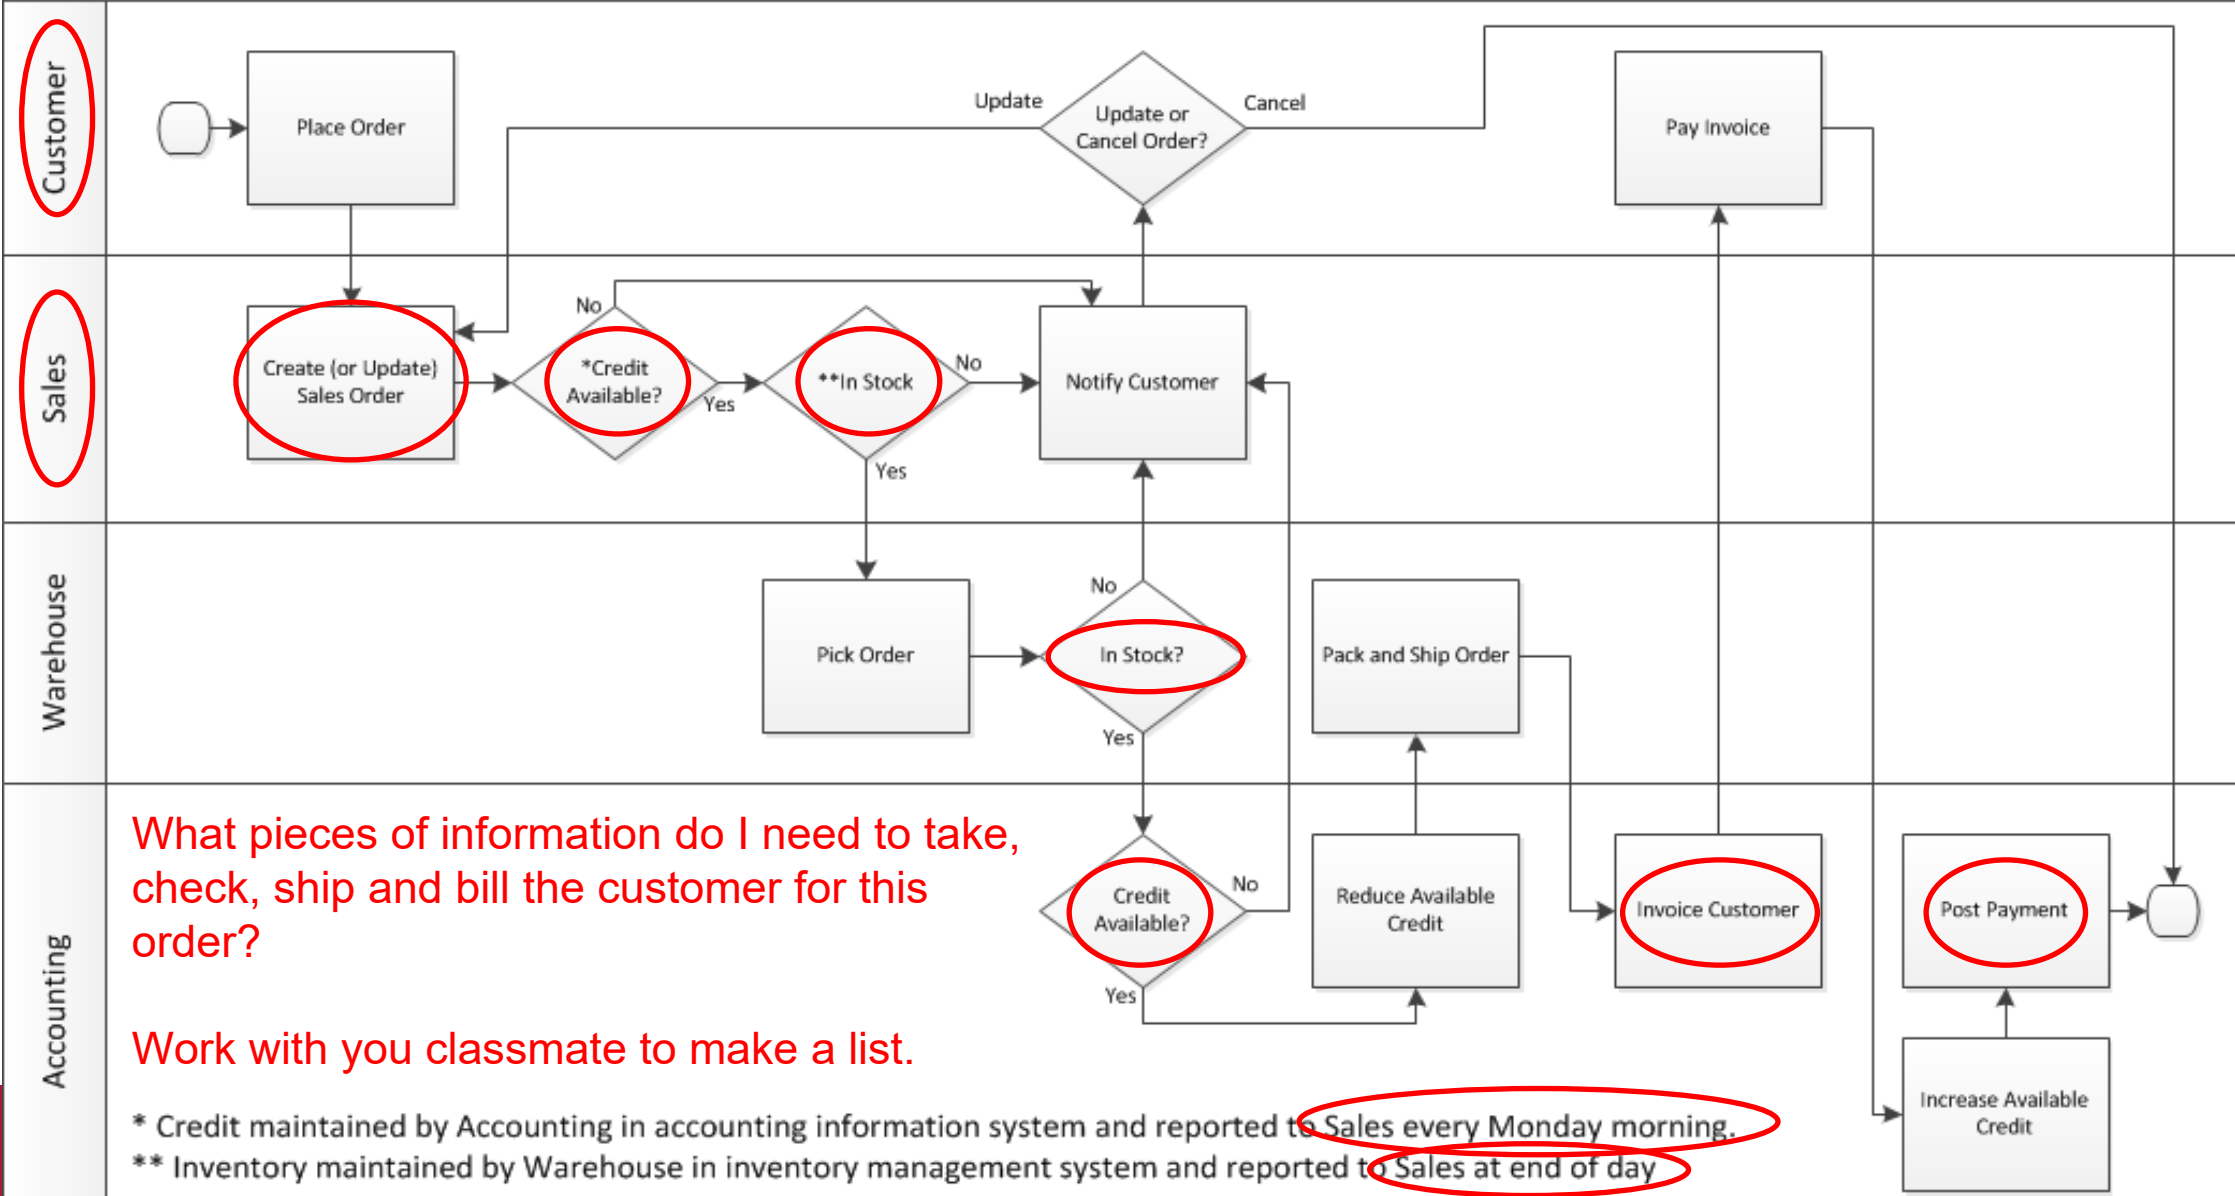 Customer
Place Order
Update
Update or
Cancel Order?
Cancel
Pay Invoice
Sales
Create (or Update)
Sales Order
No
*Credit
Available?
Yes
**In Stock
No
Yes
Notify Customer
Warehouse
Pick Order
No
In Stock?
Yes
Pack and Ship Order
Accounting
What pieces of information do I need to take,
check, ship and bill the customer for this
order?
Work with you classmate to make a list.
Credit
Available?
No
Yes
Reduce Available
Credit
Invoice Customer
Post Payment
Increase Available
Credit
* Credit maintained by Accounting in accounting information system and reported to Sales every Monday morning.
** Inventory maintained by Warehouse in inventory management system and reported to Sales at end of day